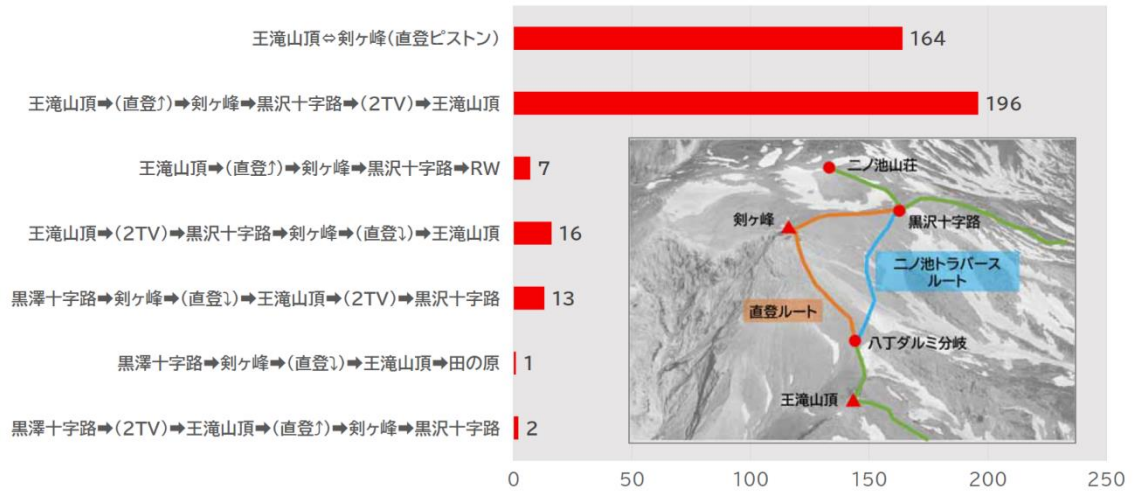 王滝山頂⇔剣ヶ峰(直登ピストン)
164
王滝山頂➡(直登⤴)➡剣ヶ峰➡黒沢十字路➡(2TV)➡王滝山頂
196
王滝山頂➡(直登⤴)➡剣ヶ峰➡黒沢十字路➡RW
7
王滝山頂➡(2TV)➡黒沢十字路➡剣ヶ峰➡(直登⤵)➡王滝山頂
16
黒澤十字路➡剣ヶ峰➡(直登⤵)➡王滝山頂➡(2TV)➡黒沢十字路
13
黒澤十字路➡剣ヶ峰➡(直登⤵)➡王滝山頂➡田の原
1
黒澤十字路➡(2TV)➡王滝山頂➡(直登⤴)➡剣ヶ峰➡黒沢十字路
2
0 50 100 150 200 250
二ノ池山荘
剣ヶ峰
黒沢十字路
二ノ池トラバース
ルート
直登ルート
八丁ダルミ分岐
王滝山頂